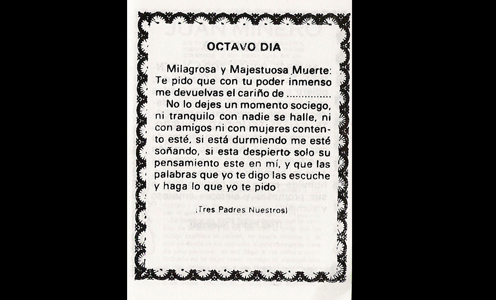 OCTAVO DIA
Milagrosa y Majestuosa Muerte:
Te pido que con tu poder inmenso
me devuelvas el cariño de ..............
No lo dejes un momento sociego,
ni tranquilo con nadie se halle, ni
con amigos ni con mujeres conten-
to esté, si está durmiendo me esté
soñando, si esta despierto solo su
pensamiento este en mí, y que las
palabras que yo te digo las escuche
y haga lo que yo te pido
(Tres Padres Nuestros)